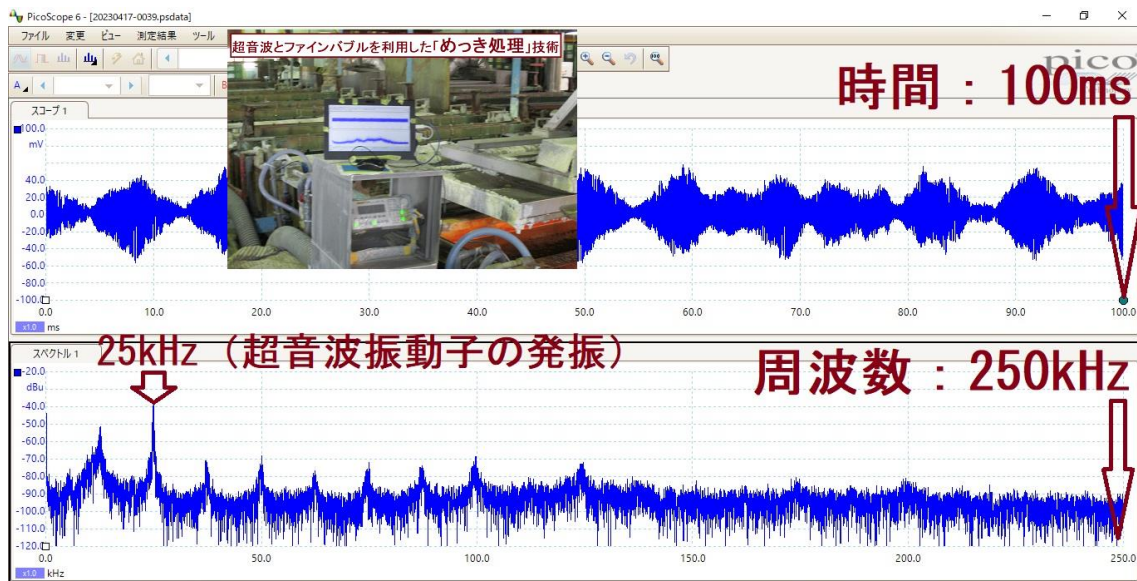 PicoScope 6 - [20230417-0039.psdata]
ファイル 変更 ビュー 測定結果 ツール
超音波とファインバブルを利用した「めっき処理」技術
pico
A
B
時間：100ms
スコープ 1
100.0
mV
40.0
20.0
0.0
-20.0
-40.0
-60.0
-80.0
-100.0
0.0 10.0 20.0 30.0 40.0 50.0 60.0 70.0 80.0 90.0 100.0
x1.0 ms
スペクトル 1
25kHz（超音波振動子の発振）
周波数：250kHz
-20.0
dBu
-40.0
-50.0
-60.0
-70.0
-80.0
-90.0
-100.0
-110.0
-120.0
0.0 50.0 100.0 150.0 200.0 250.0
x1.0 kHz